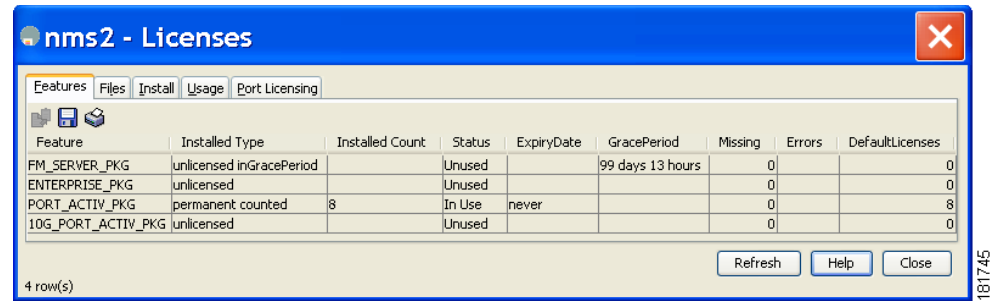 nms2 - Licenses
Features Files Install Usage Port Licensing
Feature Installed Type Installed Count Status ExpiryDate GracePeriod Missing Errors DefaultLicenses
FM_SERVER_PKG unlicensed inGracePeriod Unused 99 days 13 hours 0 0
ENTERPRISE_PKG unlicensed Unused 0 0
PORT_ACTIV_PKG permanent counted 8 In Use never 0 8
10G_PORT_ACTIV_PKG unlicensed Unused 0 0
Refresh Help Close
4 row(s)
181745